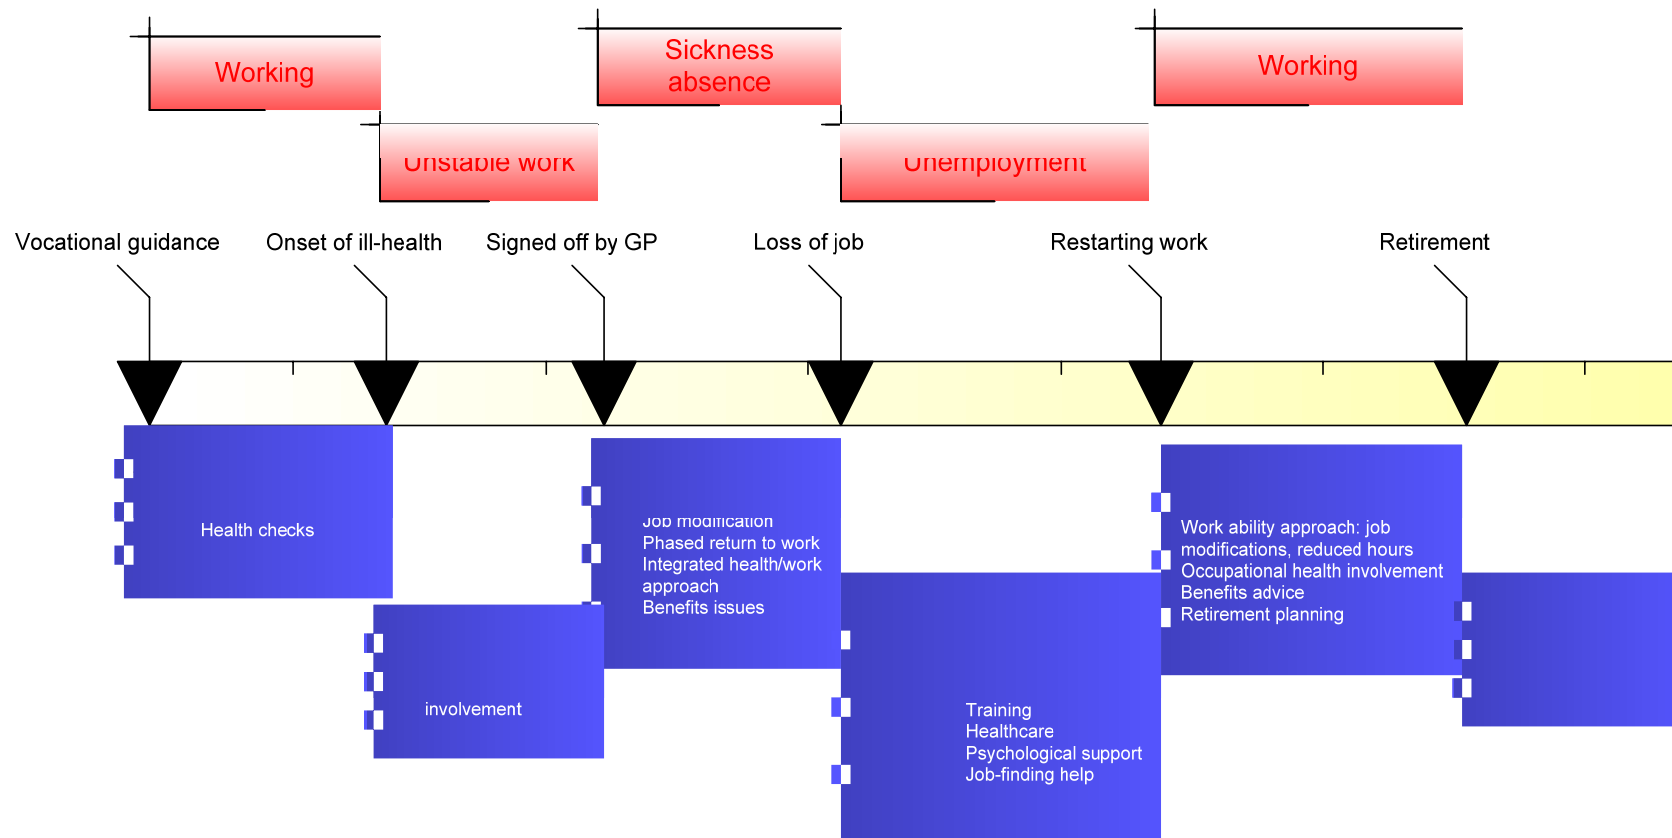 Working
Sickness
absence
Working
Unstable work
Unemployment
Vocational guidance
Onset of ill-health
Signed off by GP
Loss of job
Restarting work
Retirement
Health checks
involvement
Job modification
Phased return to work
Integrated health/work
approach
Benefits issues
Training
Healthcare
Psychological support
Job-finding help
Work ability approach: job
modifications, reduced hours
Occupational health involvement
Benefits advice
Retirement planning